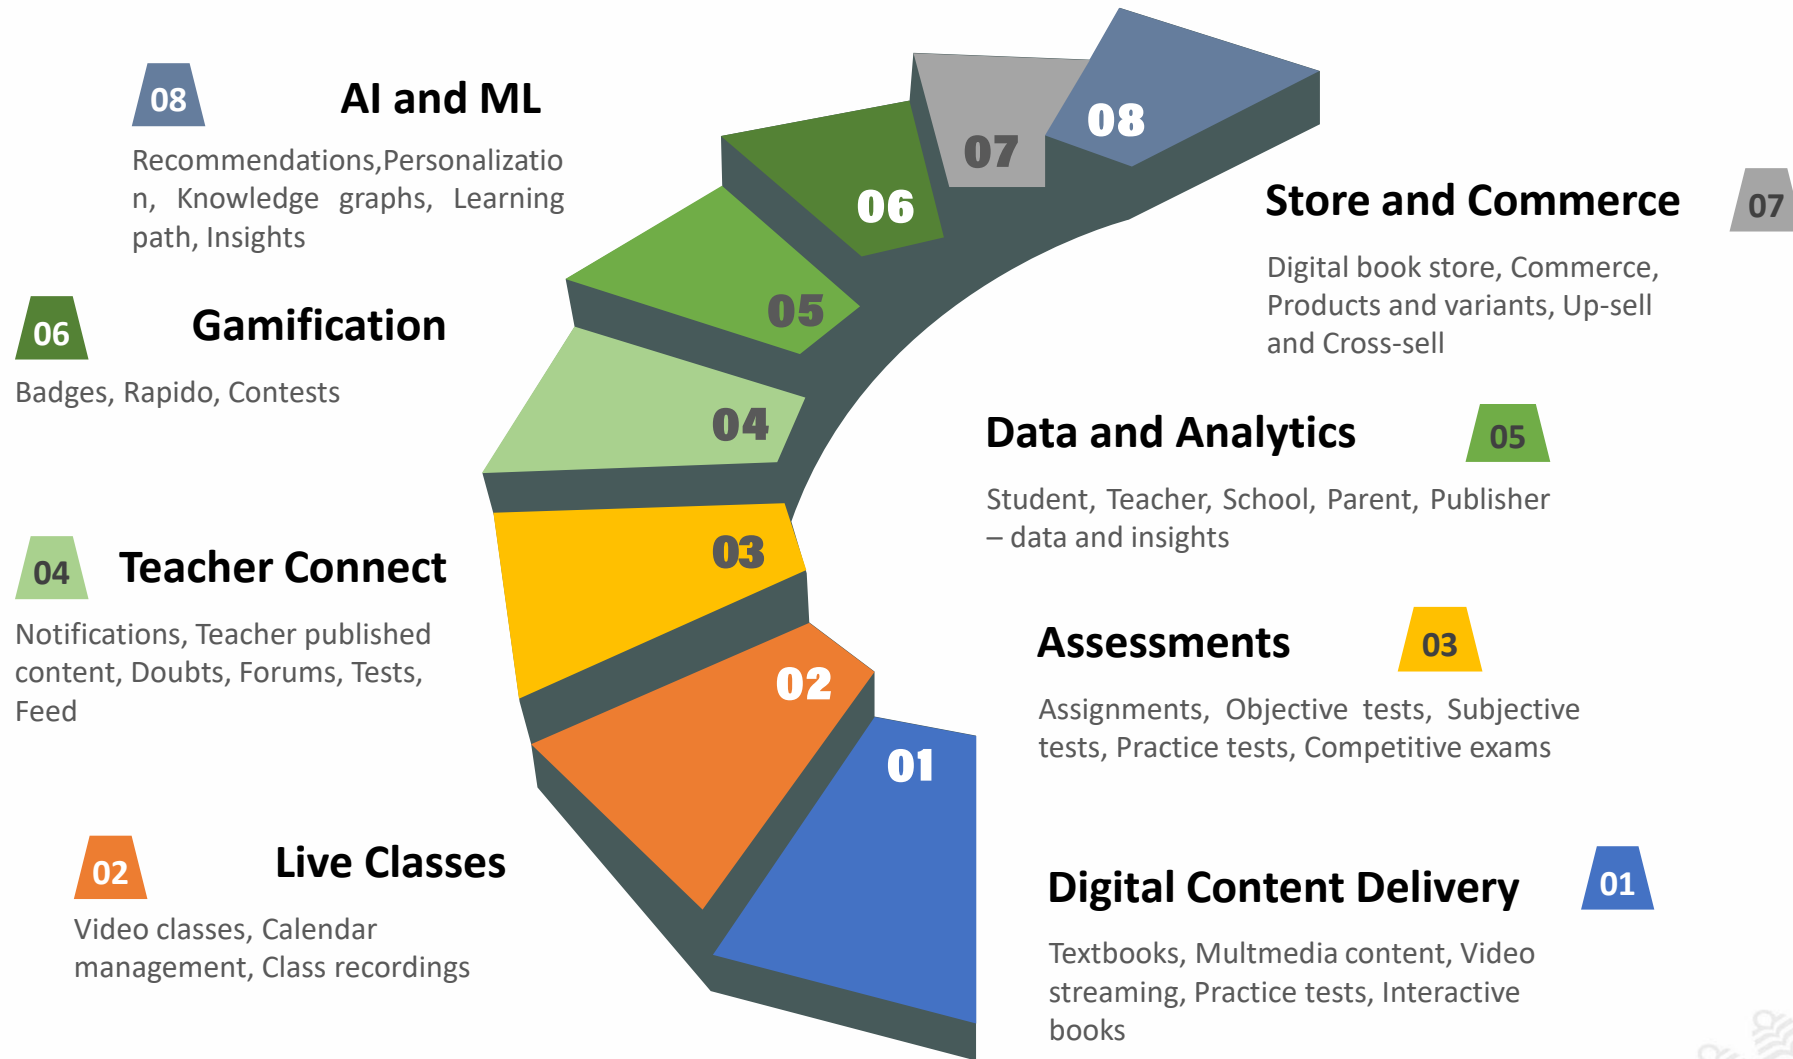 08
AI and ML
Recommendations,Personalizatio
n, Knowledge graphs, Learning
path, Insights
06
Gamification
Badges, Rapido, Contests
04
Teacher Connect
Notifications, Teacher published
content, Doubts, Forums, Tests,
Feed
02
Live Classes
Video classes, Calendar
management, Class recordings
08
07
06
05
04
03
02
01
Store and Commerce
07
Digital book store, Commerce,
Products and variants, Up-sell
and Cross-sell
Data and Analytics
05
Student, Teacher, School, Parent, Publisher
– data and insights
Assessments
03
Assignments, Objective tests, Subjective
tests, Practice tests, Competitive exams
Digital Content Delivery
01
Textbooks, Multmedia content, Video
streaming, Practice tests, Interactive
books